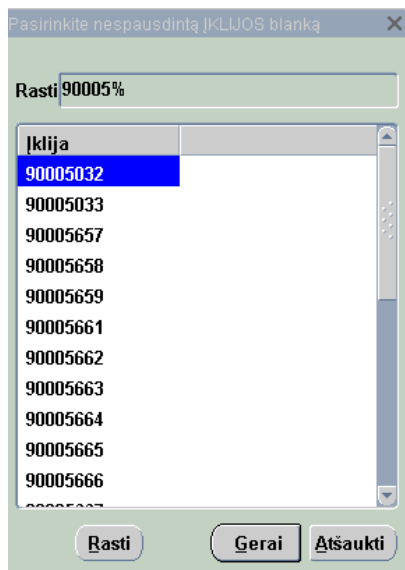 Pasirinkite nespausdintą ĮKLIJOS blanką
Rasti 90005%
Įklija
90005032
90005033
90005657
90005658
90005659
90005661
90005662
90005663
90005664
90005665
90005666
Rasti Gerai Atšaukti